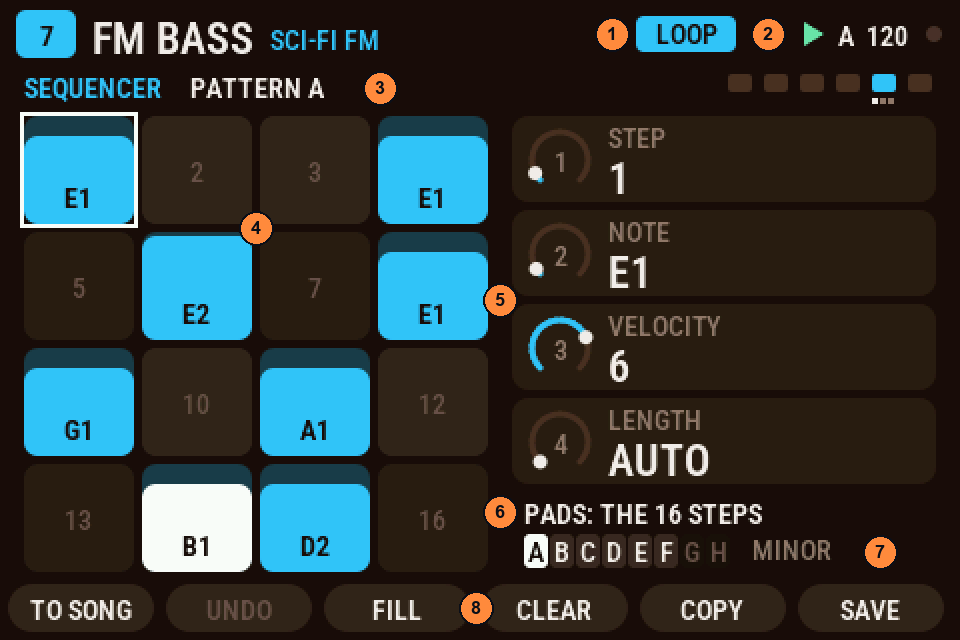 7 FM BASS SCI-FI FM 1 LOOP 2 A 120
SEQUENCER PATTERN A 3
E1 2 3 E1
4
5 E2 7 E1
G1 10 A1 12
13 B1 D2 16
1 STEP
1
2 NOTE
E1
5
3 VELOCITY
6
4 LENGTH
AUTO
6 PADS: THE 16 STEPS
A B C D E F G H MINOR 7
TO SONG UNDO FILL 8 CLEAR COPY SAVE